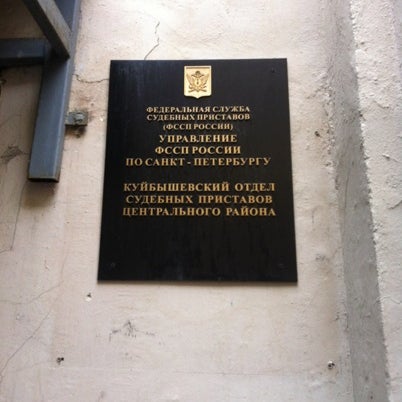 ФЕДЕРАЛЬНАЯ СЛУЖБА
СУДЕБНЫХ ПРИСТАВОВ
(ФССП РОССИИ)
УПРАВЛЕНИЕ
ФССП РОССИИ
ПО САНКТ - ПЕТЕРБУРГУ
КУЙБЫШЕВСКИЙ ОТДЕЛ
СУДЕБНЫХ ПРИСТАВОВ
ЦЕНТРАЛЬНОГО РАЙОНА